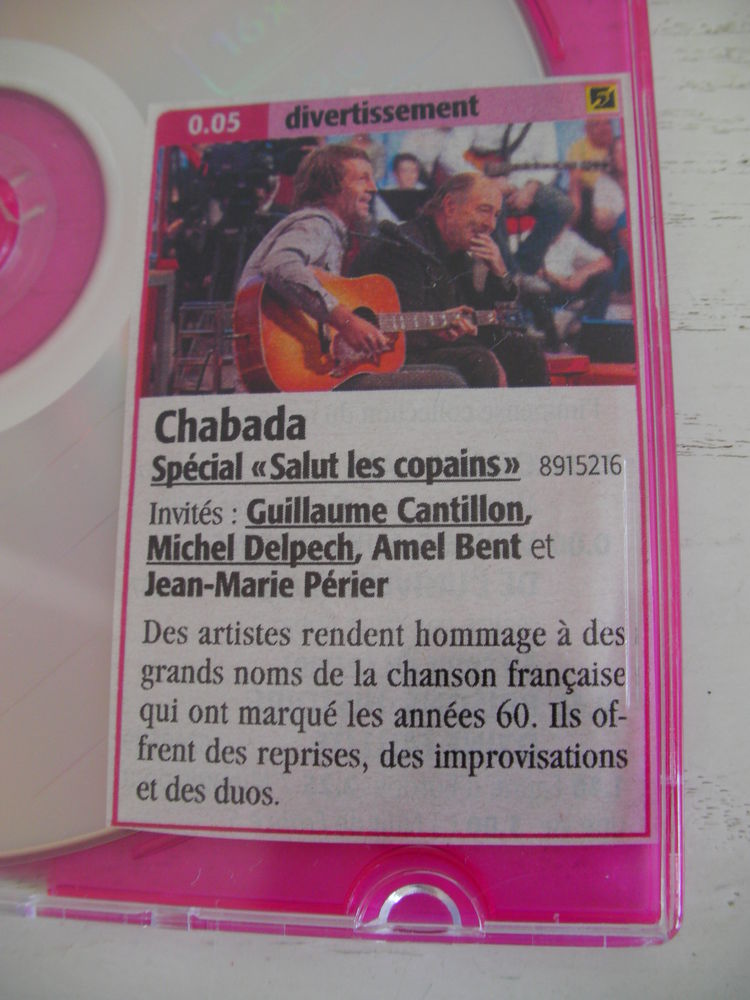 0.05 divertissement
Chabada
Spécial «Salut les copains» 8915216
Invités : Guillaume Cantillon,
Michel Delpech, Amel Bent et
Jean-Marie Périer
Des artistes rendent hommage à des
grands noms de la chanson française
qui ont marqué les années 60. Ils of-
frent des reprises, des improvisations
et des duos.